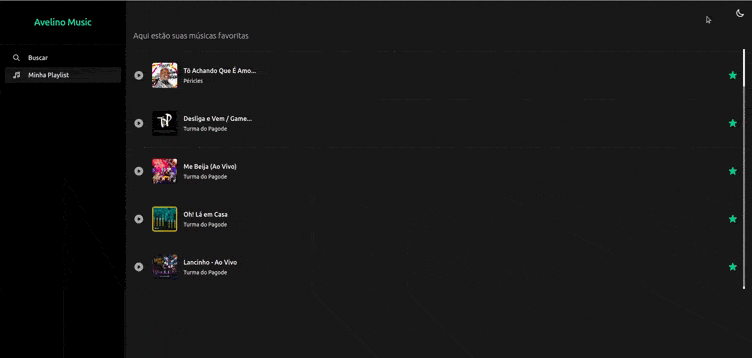 Avelino Music
Buscar
Minha Playlist
Aqui estão suas músicas favoritas
Tô Achando Que É Amo...
Péricles
Desliga e Vem / Game...
Turma do Pagode
Me Beija (Ao Vivo)
Turma do Pagode
Oh! Lá em Casa
Turma do Pagode
Lancinho - Ao Vivo
Turma do Pagode